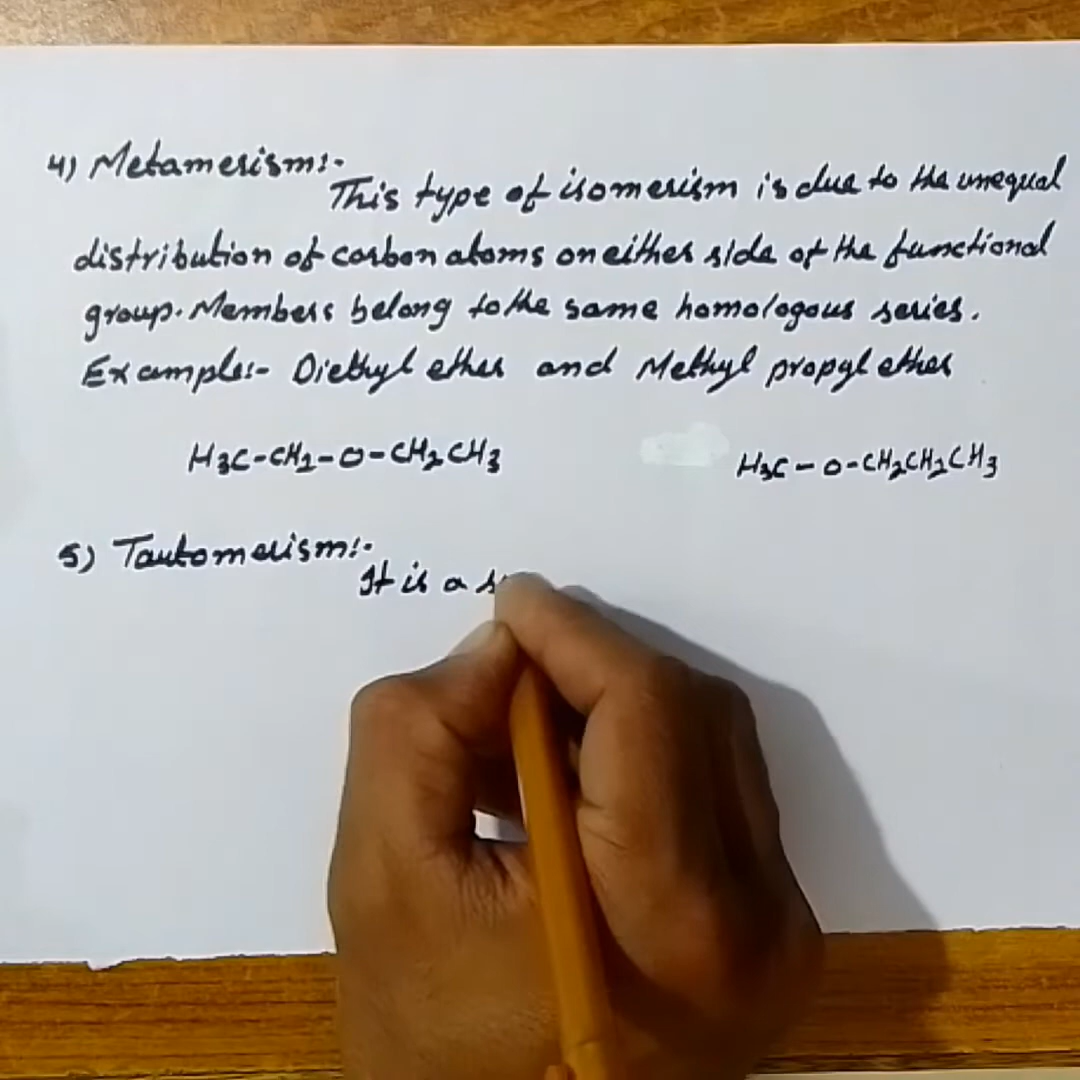 4) Metamerism:-
This type of isomerism is due to the unequal
distribution of carbon atoms on either side of the functional
group. Members belong to the same homologous series.
Example:- Diethyl ether and Methyl propyl ether
H3C-CH2-O-CH2CH3 H3C-O-CH2CH2CH3
5) Tautomerism:-
It is a